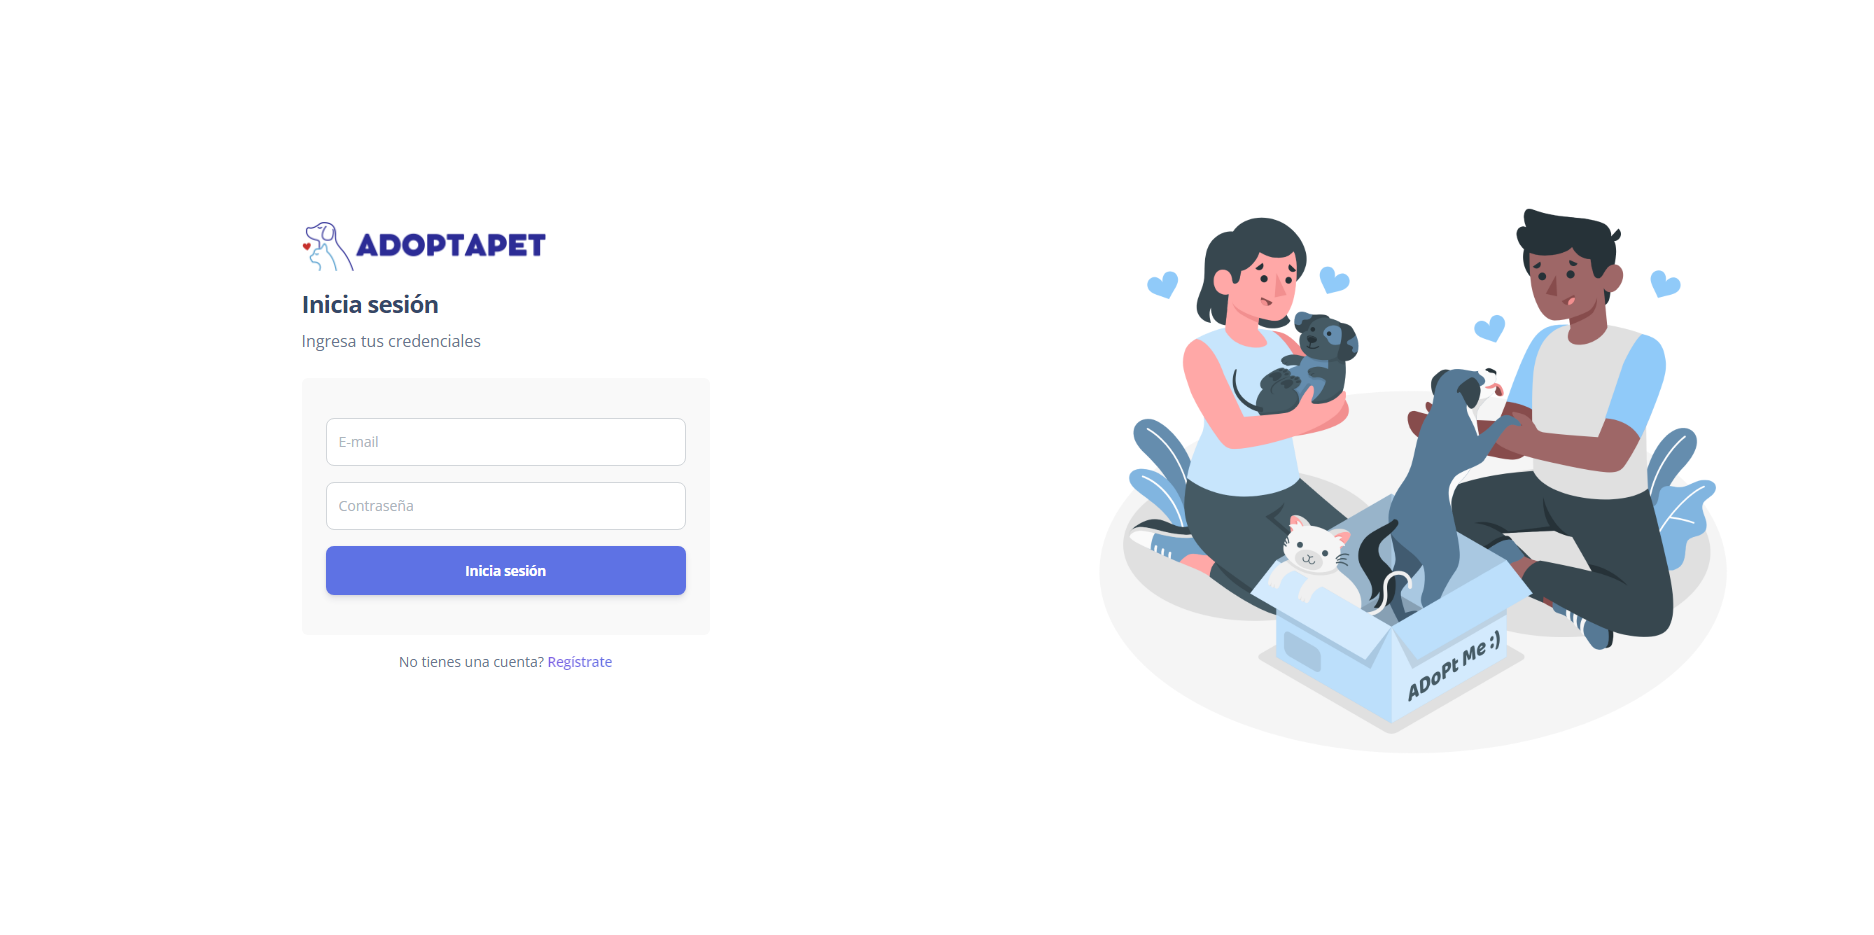 ADOPTAPET
Inicia sesión
Ingresa tus credenciales
E-mail
Contraseña
Inicia sesión
No tienes una cuenta? Regístrate
ADoPt Me :)